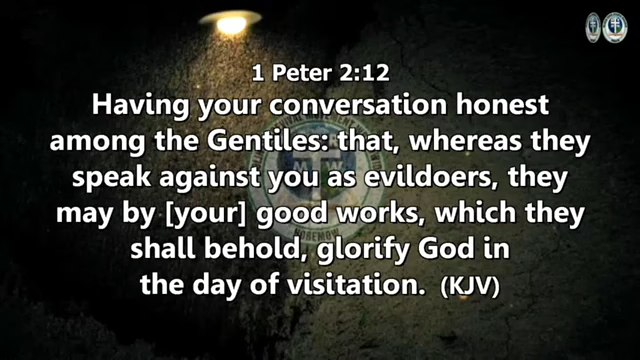 1 Peter 2:12
Having your conversation honest
among the Gentiles: that, whereas they
speak against you as evildoers, they
may by [your] good works, which they
shall behold, glorify God in
the day of visitation. (KJV)